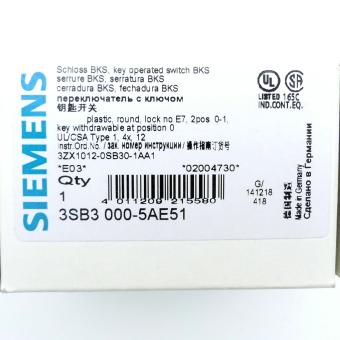 SIEMENS
Schloss BKS, key operated switch BKS
serrure BKS, serratura BKS
cerradura BKS, fechadura BKS
переключатель с ключом
钥匙开关
UL
LISTED 165C
IND.CONT.EQ.
plastic, round, lock no E7, 2pos. 0-1,
key withdrawable at position 0
UL/CSA Type 1, 4x, 12
Instr.Ord.No. / зак. номер инструкции / 操作指南订货号
3ZX1012-0SB30-1AA1
*E03* *02004730*
Qty
1
4 011209 215580
G/
141218
418
Made in Germany
Сделано в Германии
3SB3 000-5AE51